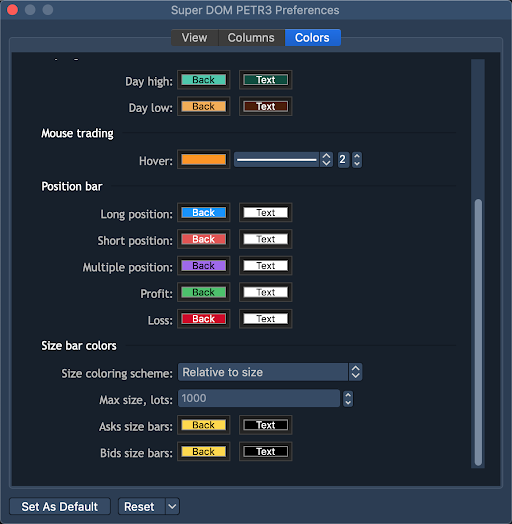 Super DOM PETR3 Preferences
View Columns Colors
Day high: Back Text
Day low: Back Text
Mouse trading
Hover: 2
Position bar
Long position: Back Text
Short position: Back Text
Multiple position: Back Text
Profit: Back Text
Loss: Back Text
Size bar colors
Size coloring scheme: Relative to size
Max size, lots: 1000
Asks size bars: Back Text
Bids size bars: Back Text
Set As Default Reset